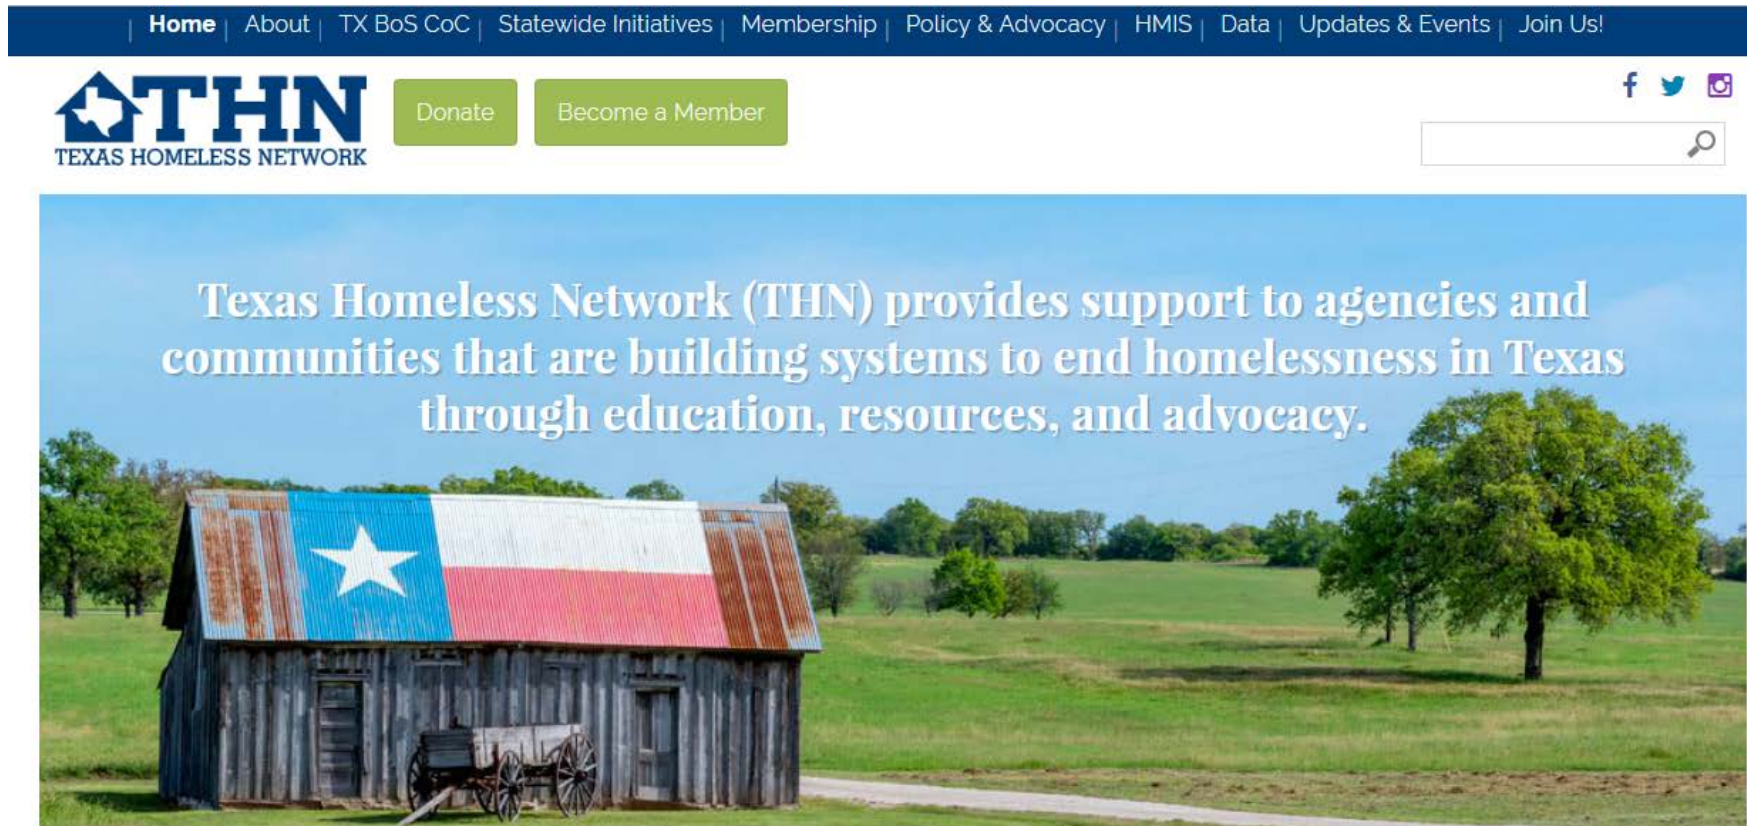 Home | About | TX BoS CoC | Statewide Initiatives | Membership | Policy & Advocacy | HMIS | Data | Updates & Events | Join Us!
THN
TEXAS HOMELESS NETWORK
Donate
Become a Member
Texas Homeless Network (THN) provides support to agencies and
communities that are building systems to end homelessness in Texas
through education, resources, and advocacy.